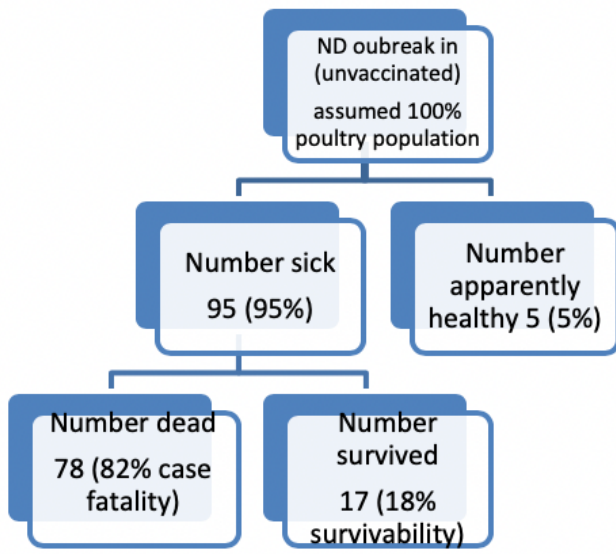 ND oubreak in
(unvaccinated)
assumed 100%
poultry population
Number sick
95 (95%)
Number
apparently
healthy 5 (5%)
Number dead
78 (82% case
fatality)
Number
survived
17 (18%
survivability)